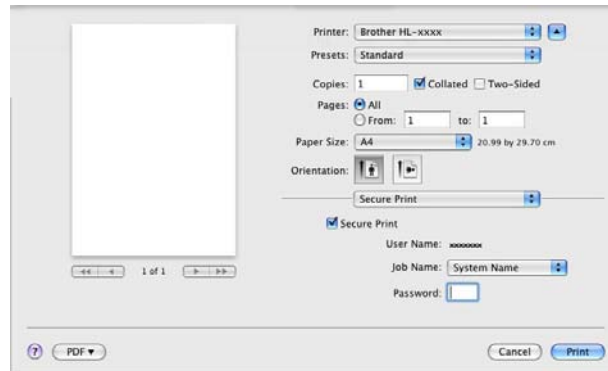 Printer: Brother HL-xxxx
Presets: Standard
Copies: 1 Collated Two-Sided
Pages: All
From: 1 to: 1
Paper Size: A4 20.99 by 29.70 cm
Orientation:
Secure Print
Secure Print
User Name: xxxxxxx
1 of 1
Job Name: System Name
Password:
? PDF Cancel Print